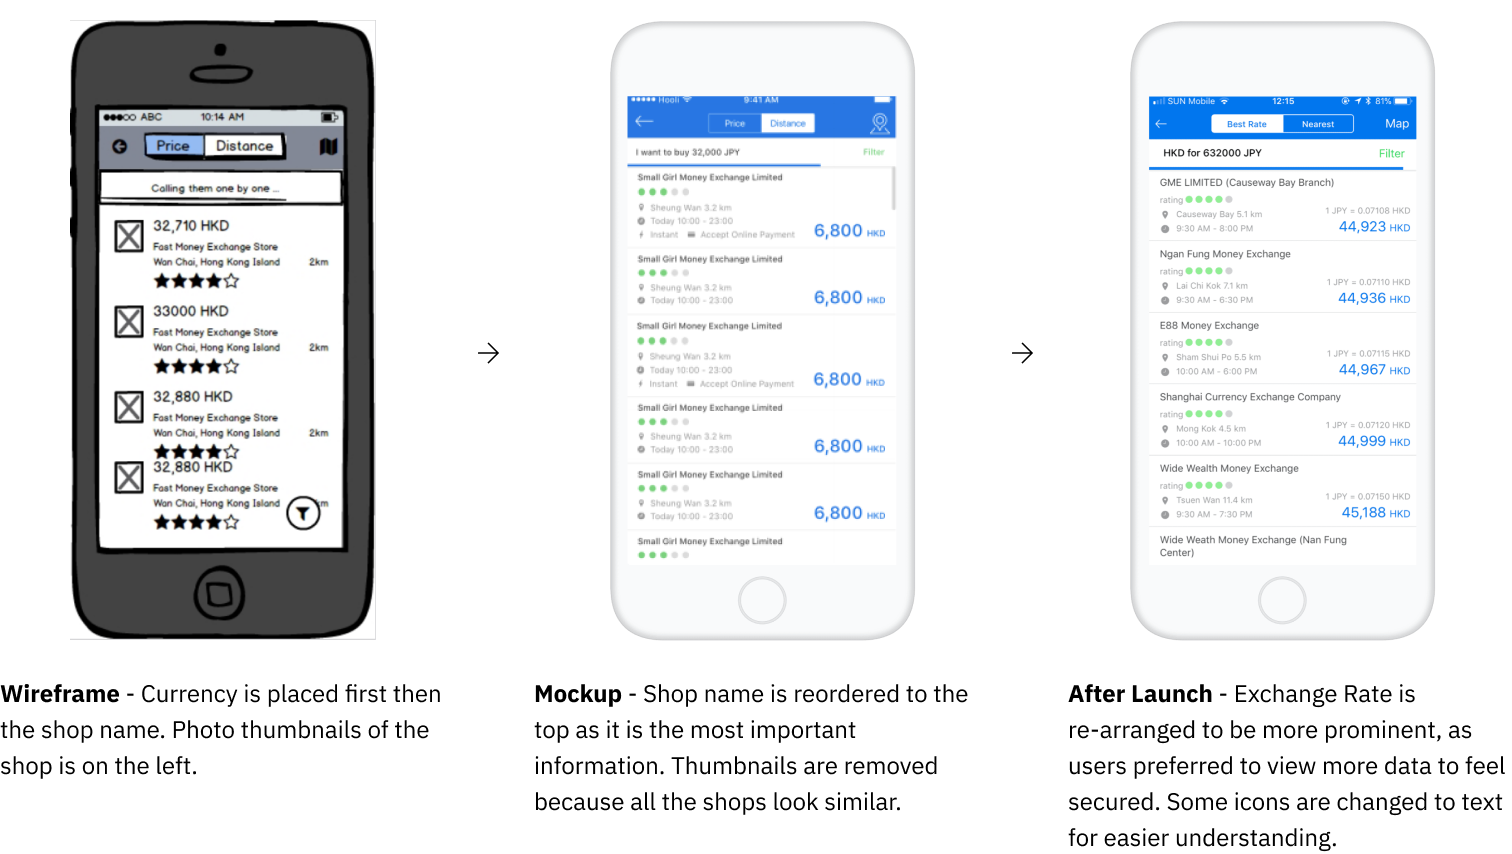 ABC 10:14 AM
Price Distance
Calling them one by one ...
32,710 HKD
Fast Money Exchange Store
Wan Chai, Hong Kong Island 2km
33000 HKD
Fast Money Exchange Store
Wan Chai, Hong Kong Island 2km
32,880 HKD
Fast Money Exchange Store
Wan Chai, Hong Kong Island 2km
32,880 HKD
Fast Money Exchange Store
Wan Chai, Hong Kong Island
Hooli 9:41 AM
Price Distance
I want to buy 32,000 JPY Filter
Small Girl Money Exchange Limited
Sheung Wan 3.2 km
Today 10:00 - 23:00
Instant Accept Online Payment 6,800 HKD
Small Girl Money Exchange Limited
Sheung Wan 3.2 km
Today 10:00 - 23:00 6,800 HKD
Small Girl Money Exchange Limited
Sheung Wan 3.2 km
Today 10:00 - 23:00
Instant Accept Online Payment 6,800 HKD
Small Girl Money Exchange Limited
Sheung Wan 3.2 km
Today 10:00 - 23:00 6,800 HKD
Small Girl Money Exchange Limited
Sheung Wan 3.2 km
Today 10:00 - 23:00 6,800 HKD
Small Girl Money Exchange Limited
SUN Mobile 12:15 81%
Best Rate Nearest Map
HKD for 632000 JPY Filter
GME LIMITED (Causeway Bay Branch)
rating
Causeway Bay 5.1 km 1 JPY = 0.07108 HKD
9:30 AM - 8:00 PM 44,923 HKD
Ngan Fung Money Exchange
rating
Lai Chi Kok 7.1 km 1 JPY = 0.07110 HKD
9:30 AM - 6:30 PM 44,936 HKD
E88 Money Exchange
rating
Sham Shui Po 5.5 km 1 JPY = 0.07115 HKD
10:00 AM - 6:00 PM 44,967 HKD
Shanghai Currency Exchange Company
rating
Mong Kok 4.5 km 1 JPY = 0.07120 HKD
10:00 AM - 10:00 PM 44,999 HKD
Wide Wealth Money Exchange
rating
Tsuen Wan 11.4 km 1 JPY = 0.07150 HKD
9:30 AM - 7:30 PM 45,188 HKD
Wide Weath Money Exchange (Nan Fung
Center)
Wireframe - Currency is placed first then
the shop name. Photo thumbnails of the
shop is on the left.
Mockup - Shop name is reordered to the
top as it is the most important
information. Thumbnails are removed
because all the shops look similar.
After Launch - Exchange Rate is
re-arranged to be more prominent, as
users preferred to view more data to feel
secured. Some icons are changed to text
for easier understanding.